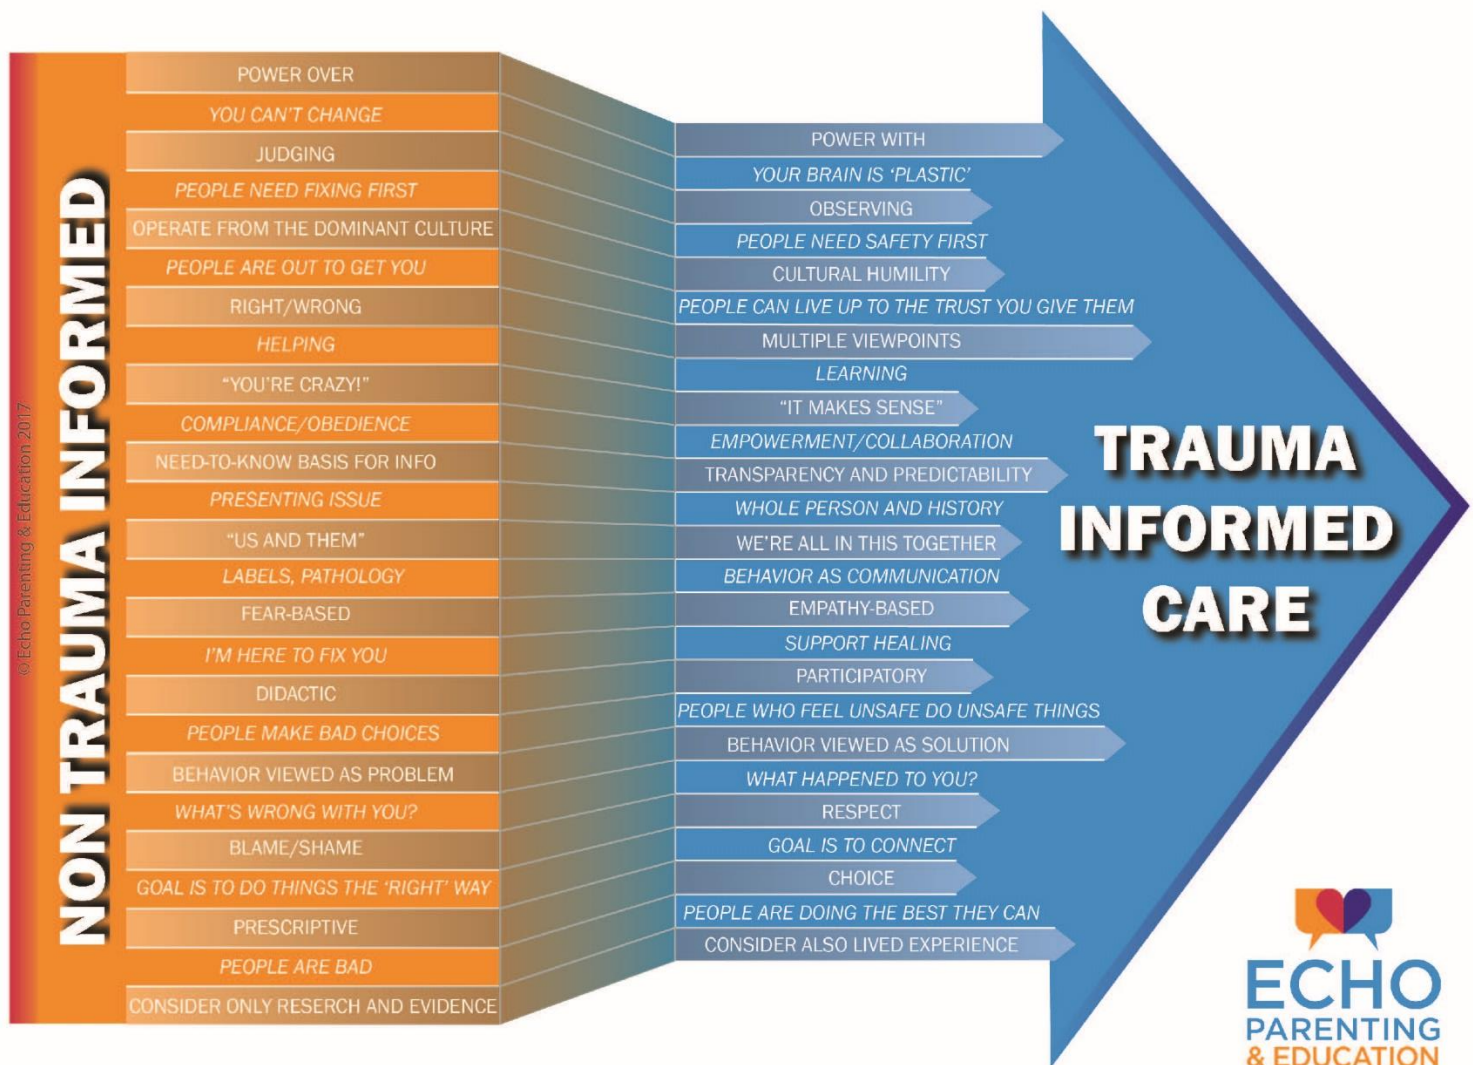 © Echo Parenting & Education 2017
NON TRAUMA INFORMED
POWER OVER
YOU CAN'T CHANGE
JUDGING
PEOPLE NEED FIXING FIRST
OPERATE FROM THE DOMINANT CULTURE
PEOPLE ARE OUT TO GET YOU
RIGHT/WRONG
HELPING
"YOU'RE CRAZY!"
COMPLIANCE/OBEDIENCE
NEED-TO-KNOW BASIS FOR INFO
PRESENTING ISSUE
"US AND THEM"
LABELS, PATHOLOGY
FEAR-BASED
I'M HERE TO FIX YOU
DIDACTIC
PEOPLE MAKE BAD CHOICES
BEHAVIOR VIEWED AS PROBLEM
WHAT'S WRONG WITH YOU?
BLAME/SHAME
GOAL IS TO DO THINGS THE 'RIGHT' WAY
PRESCRIPTIVE
PEOPLE ARE BAD
CONSIDER ONLY RESERCH AND EVIDENCE
POWER WITH
YOUR BRAIN IS 'PLASTIC'
OBSERVING
PEOPLE NEED SAFETY FIRST
CULTURAL HUMILITY
PEOPLE CAN LIVE UP TO THE TRUST YOU GIVE THEM
MULTIPLE VIEWPOINTS
LEARNING
"IT MAKES SENSE"
EMPOWERMENT/COLLABORATION
TRANSPARENCY AND PREDICTABILITY
WHOLE PERSON AND HISTORY
WE'RE ALL IN THIS TOGETHER
BEHAVIOR AS COMMUNICATION
EMPATHY-BASED
SUPPORT HEALING
PARTICIPATORY
PEOPLE WHO FEEL UNSAFE DO UNSAFE THINGS
BEHAVIOR VIEWED AS SOLUTION
WHAT HAPPENED TO YOU?
RESPECT
GOAL IS TO CONNECT
CHOICE
PEOPLE ARE DOING THE BEST THEY CAN
CONSIDER ALSO LIVED EXPERIENCE
TRAUMA
INFORMED
CARE
ECHO
PARENTING
& EDUCATION